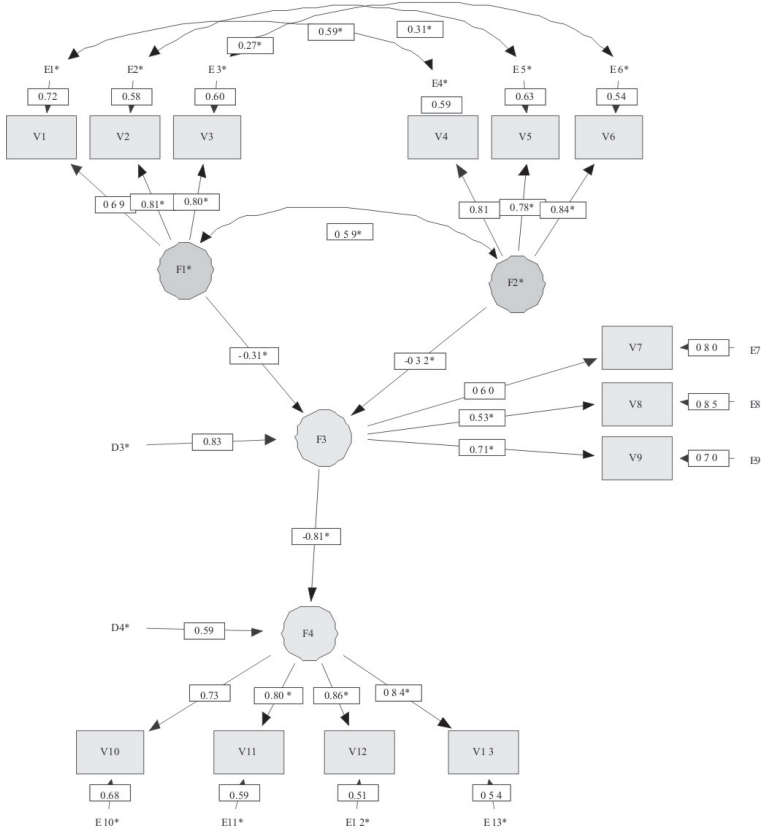 0.59*
0.31*
0.27*
E1*
E2*
E3*
E5*
E6*
E4*
0.72
0.58
0.60
0.59
0.63
0.54
V1
V2
V3
V4
V5
V6
0 6 9
0.81*
0.80*
0.81
0.78*
0.84*
0 5 9*
F1*
F2*
-0.31*
-0 3 2*
V7
0 8 0
E7
0 6 0
V8
0 8 5
E8
0.53*
D3*
0.83
F3
0.71*
V9
0 7 0
E9
-0.81*
D4*
0.59
F4
0.73
0.80 *
0.86*
0 8 4*
V10
V11
V12
V1 3
0.68
0.59
0.51
0 5 4
E10*
E11*
E1 2*
E13*